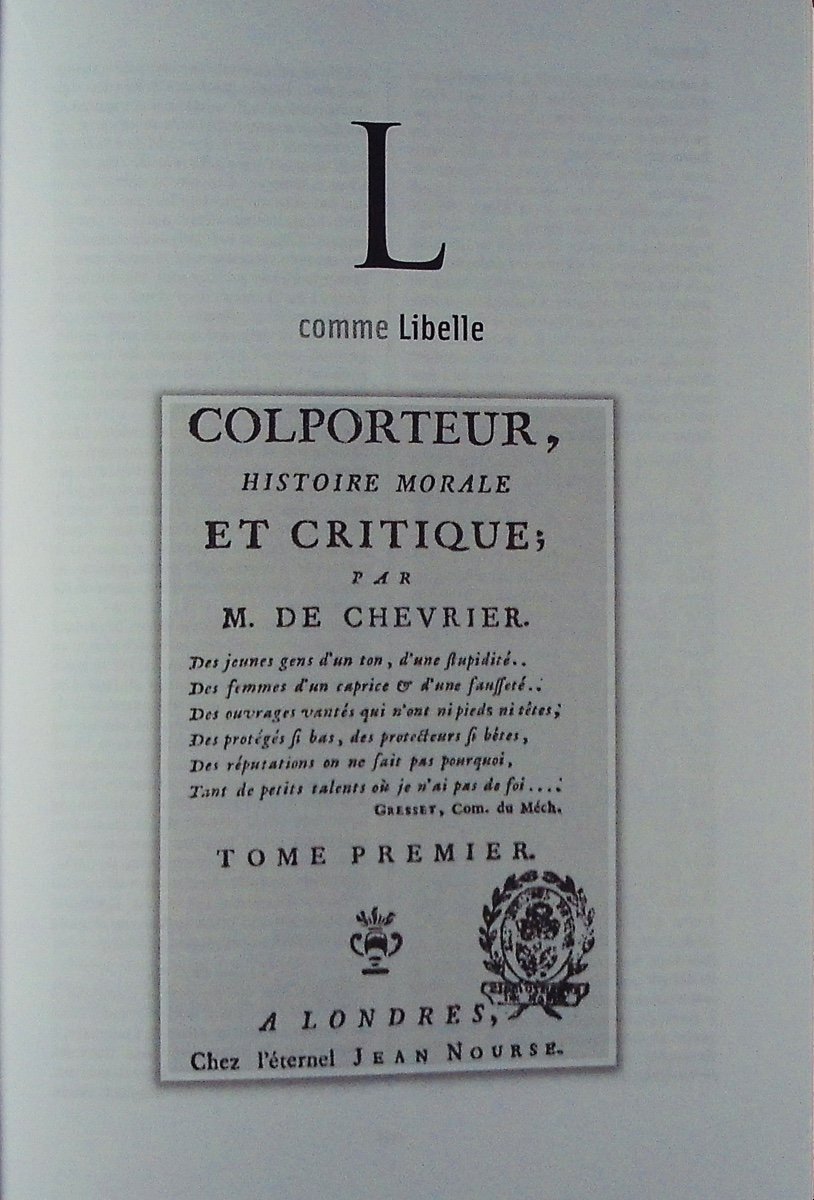 L
comme Libelle
COLPORTEUR,
HISTOIRE MORALE
ET CRITIQUE;
PAR
M. DE CHEVRIER.
Des jeunes gens d'un ton, d'une ſtupidité..
Des femmes d'un caprice & d'une fauſſeté..
Des ouvrages vantés qui n'ont ni pieds ni têtes;
Des protégés ſi bas, des protecteurs ſi bêtes,
Des réputations on ne ſait pas pourquoi,
Tant de petits talents où je n'ai pas de foi....
GRESSET, Com. du Méch.
TOME PREMIER.
A LONDRES,
Chez l'éternel JEAN NOURSE.